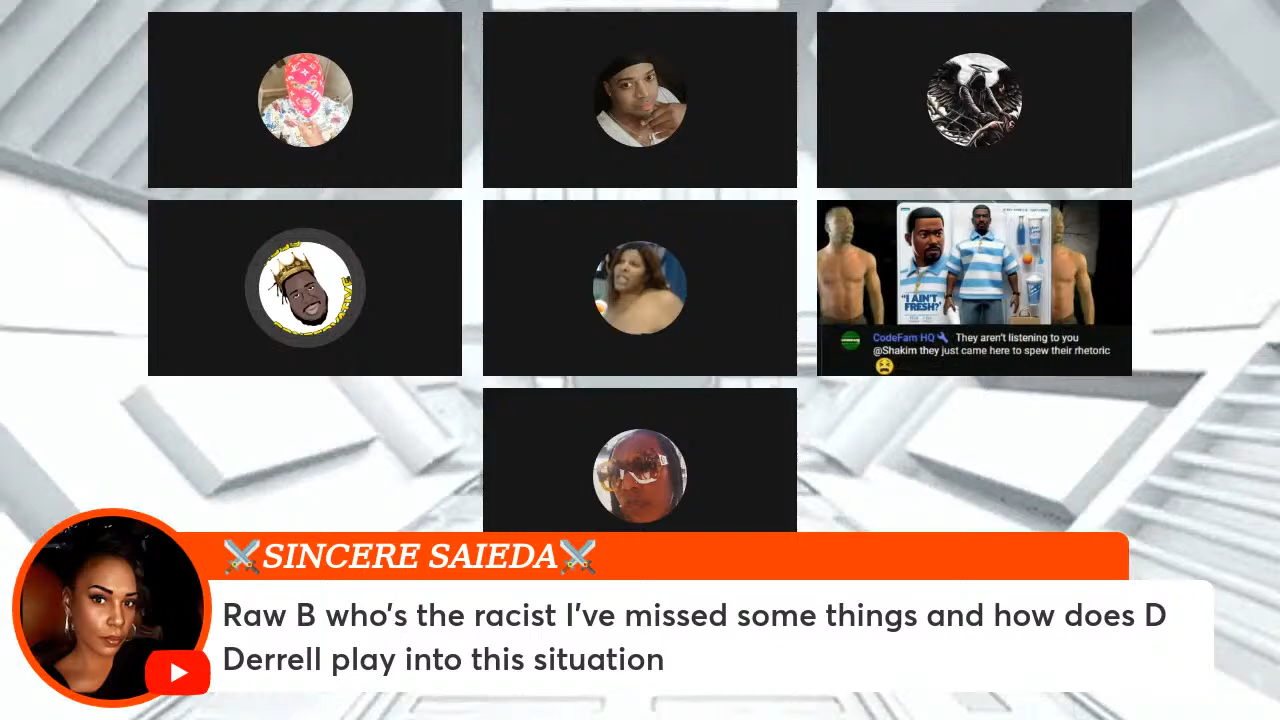 "I AIN'T
FRESH?"
CodeFam HQ🔧 They aren't listening to you
@Shakim they just came here to spew their rhetoric
😫
⚔️SINCERE SAIEDA⚔️
Raw B who's the racist I've missed some things and how does D
Derrell play into this situation